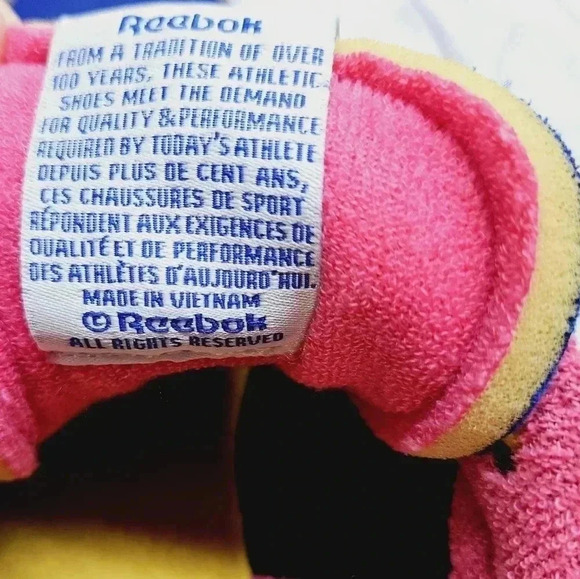 Reebok
FROM A TRADITION OF OVER
100 YEARS, THESE ATHLETIC
SHOES MEET THE DEMAND
FOR QUALITY & PERFORMANCE
REQUIRED BY TODAY'S ATHLETE
DEPUIS PLUS DE CENT ANS,
CES CHAUSSURES DE SPORT
RÉPONDENT AUX EXIGENCES DE
QUALITÉ ET DE PERFORMANCE
DES ATHLÈTES D'AUJOURD'HUI.
MADE IN VIETNAM
© Reebok
ALL RIGHTS RESERVED